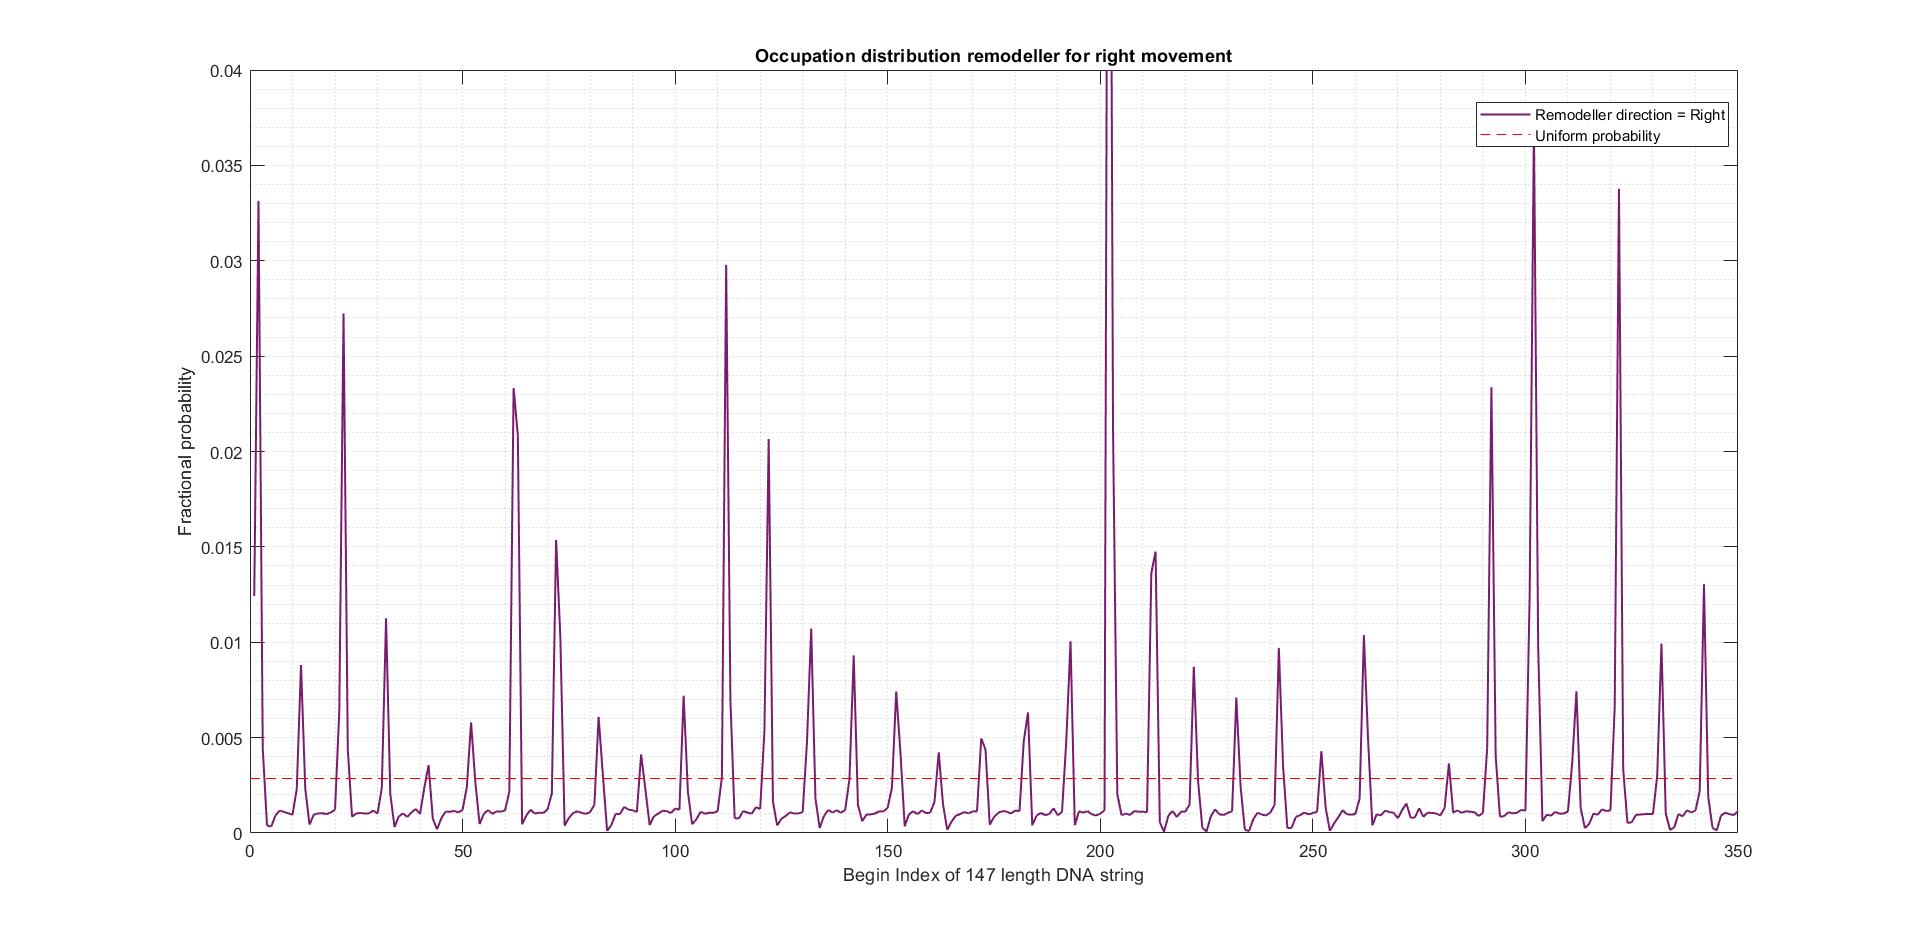 Occupation distribution remodeller for right movement
0.04
0.035
0.03
0.025
0.02
0.015
0.01
0.005
0
Fractional probability
Remodeller direction = Right
Uniform probability
0 50 100 150 200 250 300 350
Begin Index of 147 length DNA string